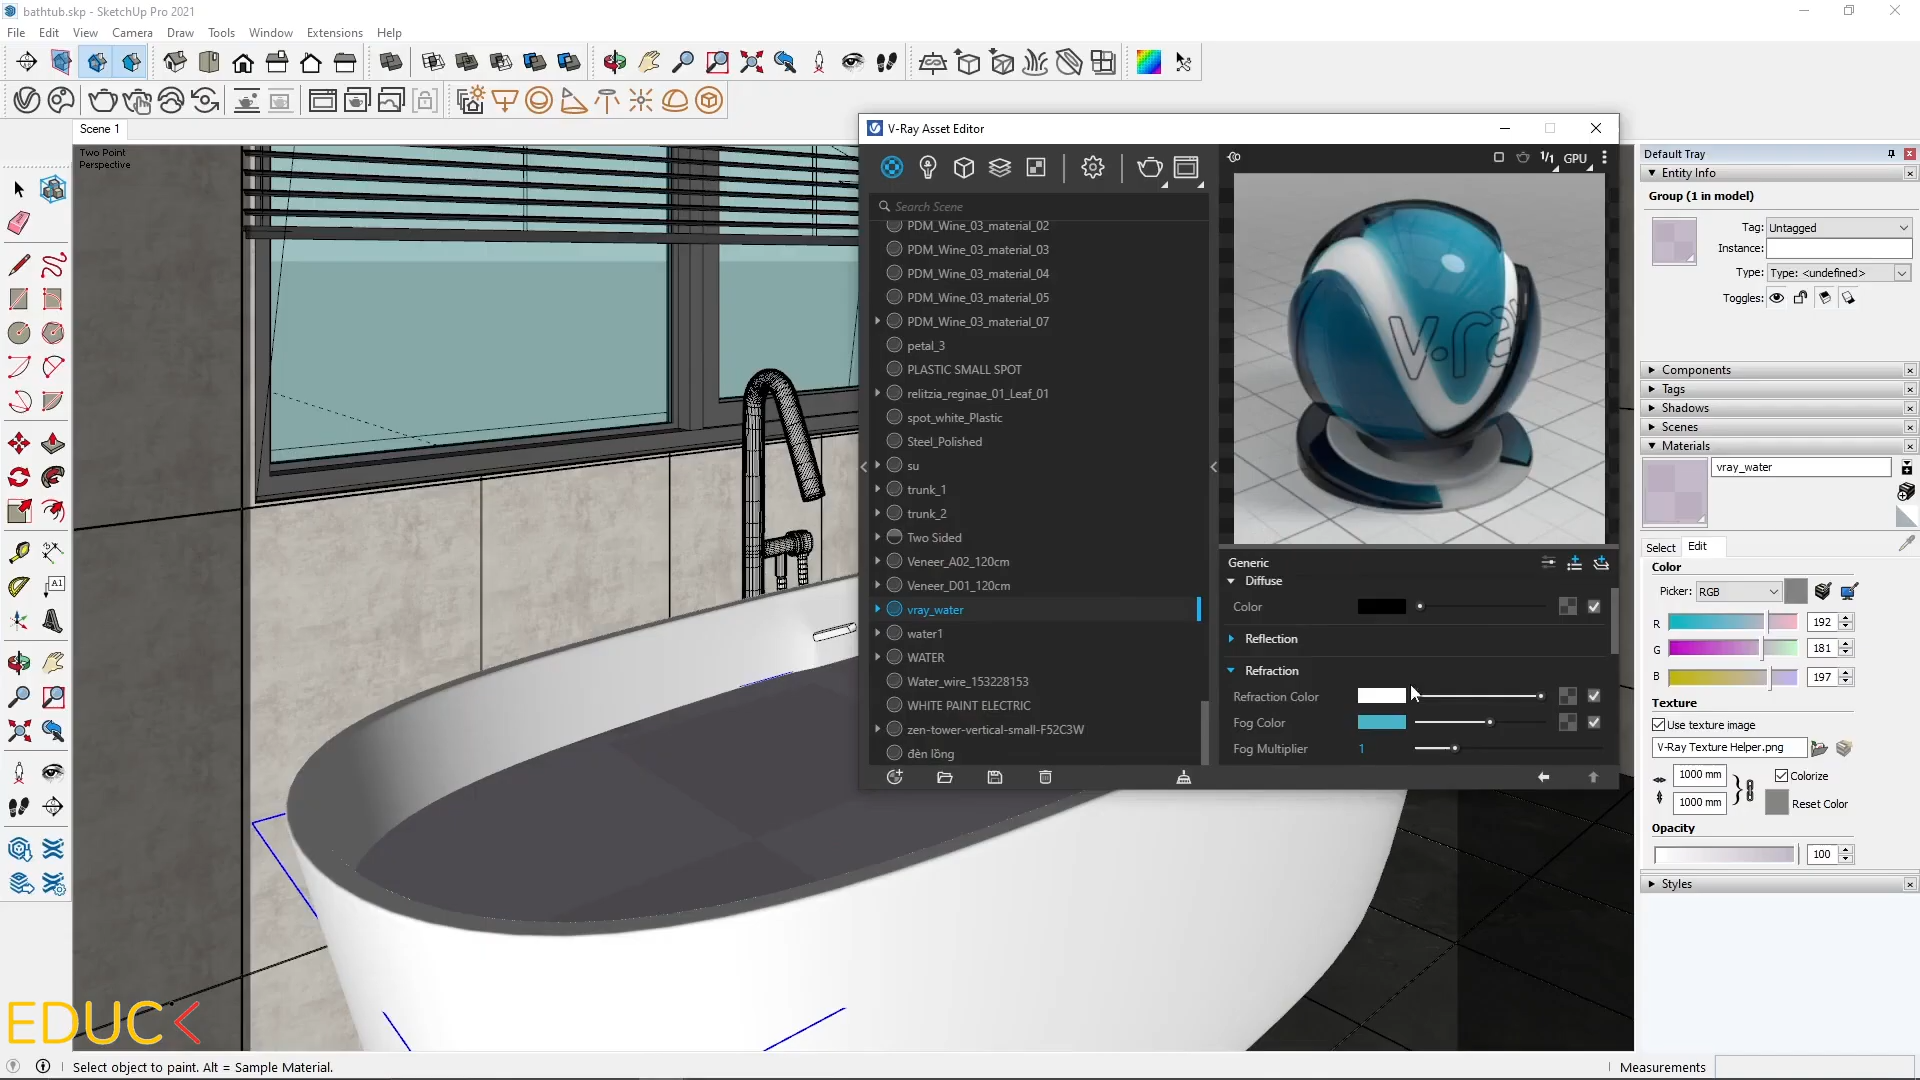 bathtub.skp - SketchUp Pro 2021
File Edit View Camera Draw Tools Window Extensions Help
Scene 1
Two Point
Perspective
V-Ray Asset Editor
1/1 GPU
Search Scene
PDM_Wine_03_material_02
PDM_Wine_03_material_03
PDM_Wine_03_material_04
PDM_Wine_03_material_05
PDM_Wine_03_material_07
petal_3
PLASTIC SMALL SPOT
relitzia_reginae_01_Leaf_01
spot_white_Plastic
Steel_Polished
su
trunk_1
trunk_2
Two Sided
Veneer_A02_120cm
Veneer_D01_120cm
vray_water
water1
WATER
Water_wire_153228153
WHITE PAINT ELECTRIC
zen-tower-vertical-small-F52C3W
đèn lồng
v-ra
Generic
Diffuse
Color
Reflection
Refraction
Refraction Color
Fog Color
Fog Multiplier 1
Default Tray
Entity Info
Group (1 in model)
Tag: Untagged
Instance:
Type: Type: <undefined>
Toggles:
Components
Tags
Shadows
Scenes
Materials
vray_water
Select Edit
Color
Picker: RGB
R 192
G 181
B 197
Texture
Use texture image
V-Ray Texture Helper.png
1000 mm Colorize
1000 mm Reset Color
Opacity
100
Styles
A1
EDUC<
Select object to paint. Alt = Sample Material.
Measurements